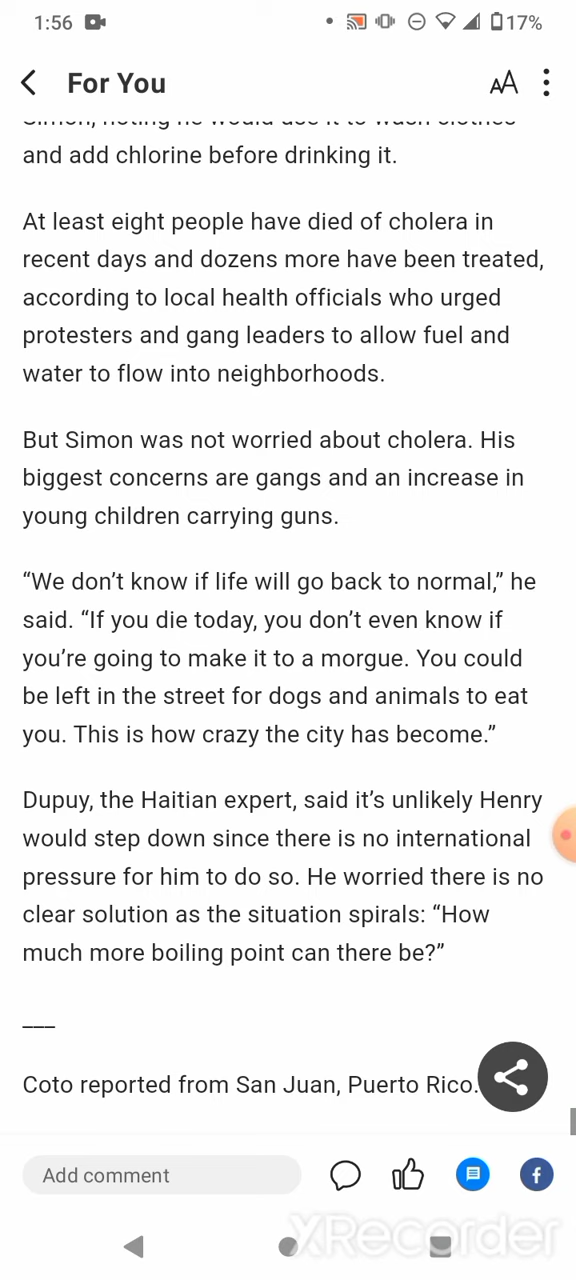 1:56
17%
For You
AA
and add chlorine before drinking it.
At least eight people have died of cholera in
recent days and dozens more have been treated,
according to local health officials who urged
protesters and gang leaders to allow fuel and
water to flow into neighborhoods.
But Simon was not worried about cholera. His
biggest concerns are gangs and an increase in
young children carrying guns.
“We don’t know if life will go back to normal,” he
said. “If you die today, you don’t even know if
you’re going to make it to a morgue. You could
be left in the street for dogs and animals to eat
you. This is how crazy the city has become.”
Dupuy, the Haitian expert, said it’s unlikely Henry
would step down since there is no international
pressure for him to do so. He worried there is no
clear solution as the situation spirals: “How
much more boiling point can there be?”
___
Coto reported from San Juan, Puerto Rico.
Add comment
f
XRecorder